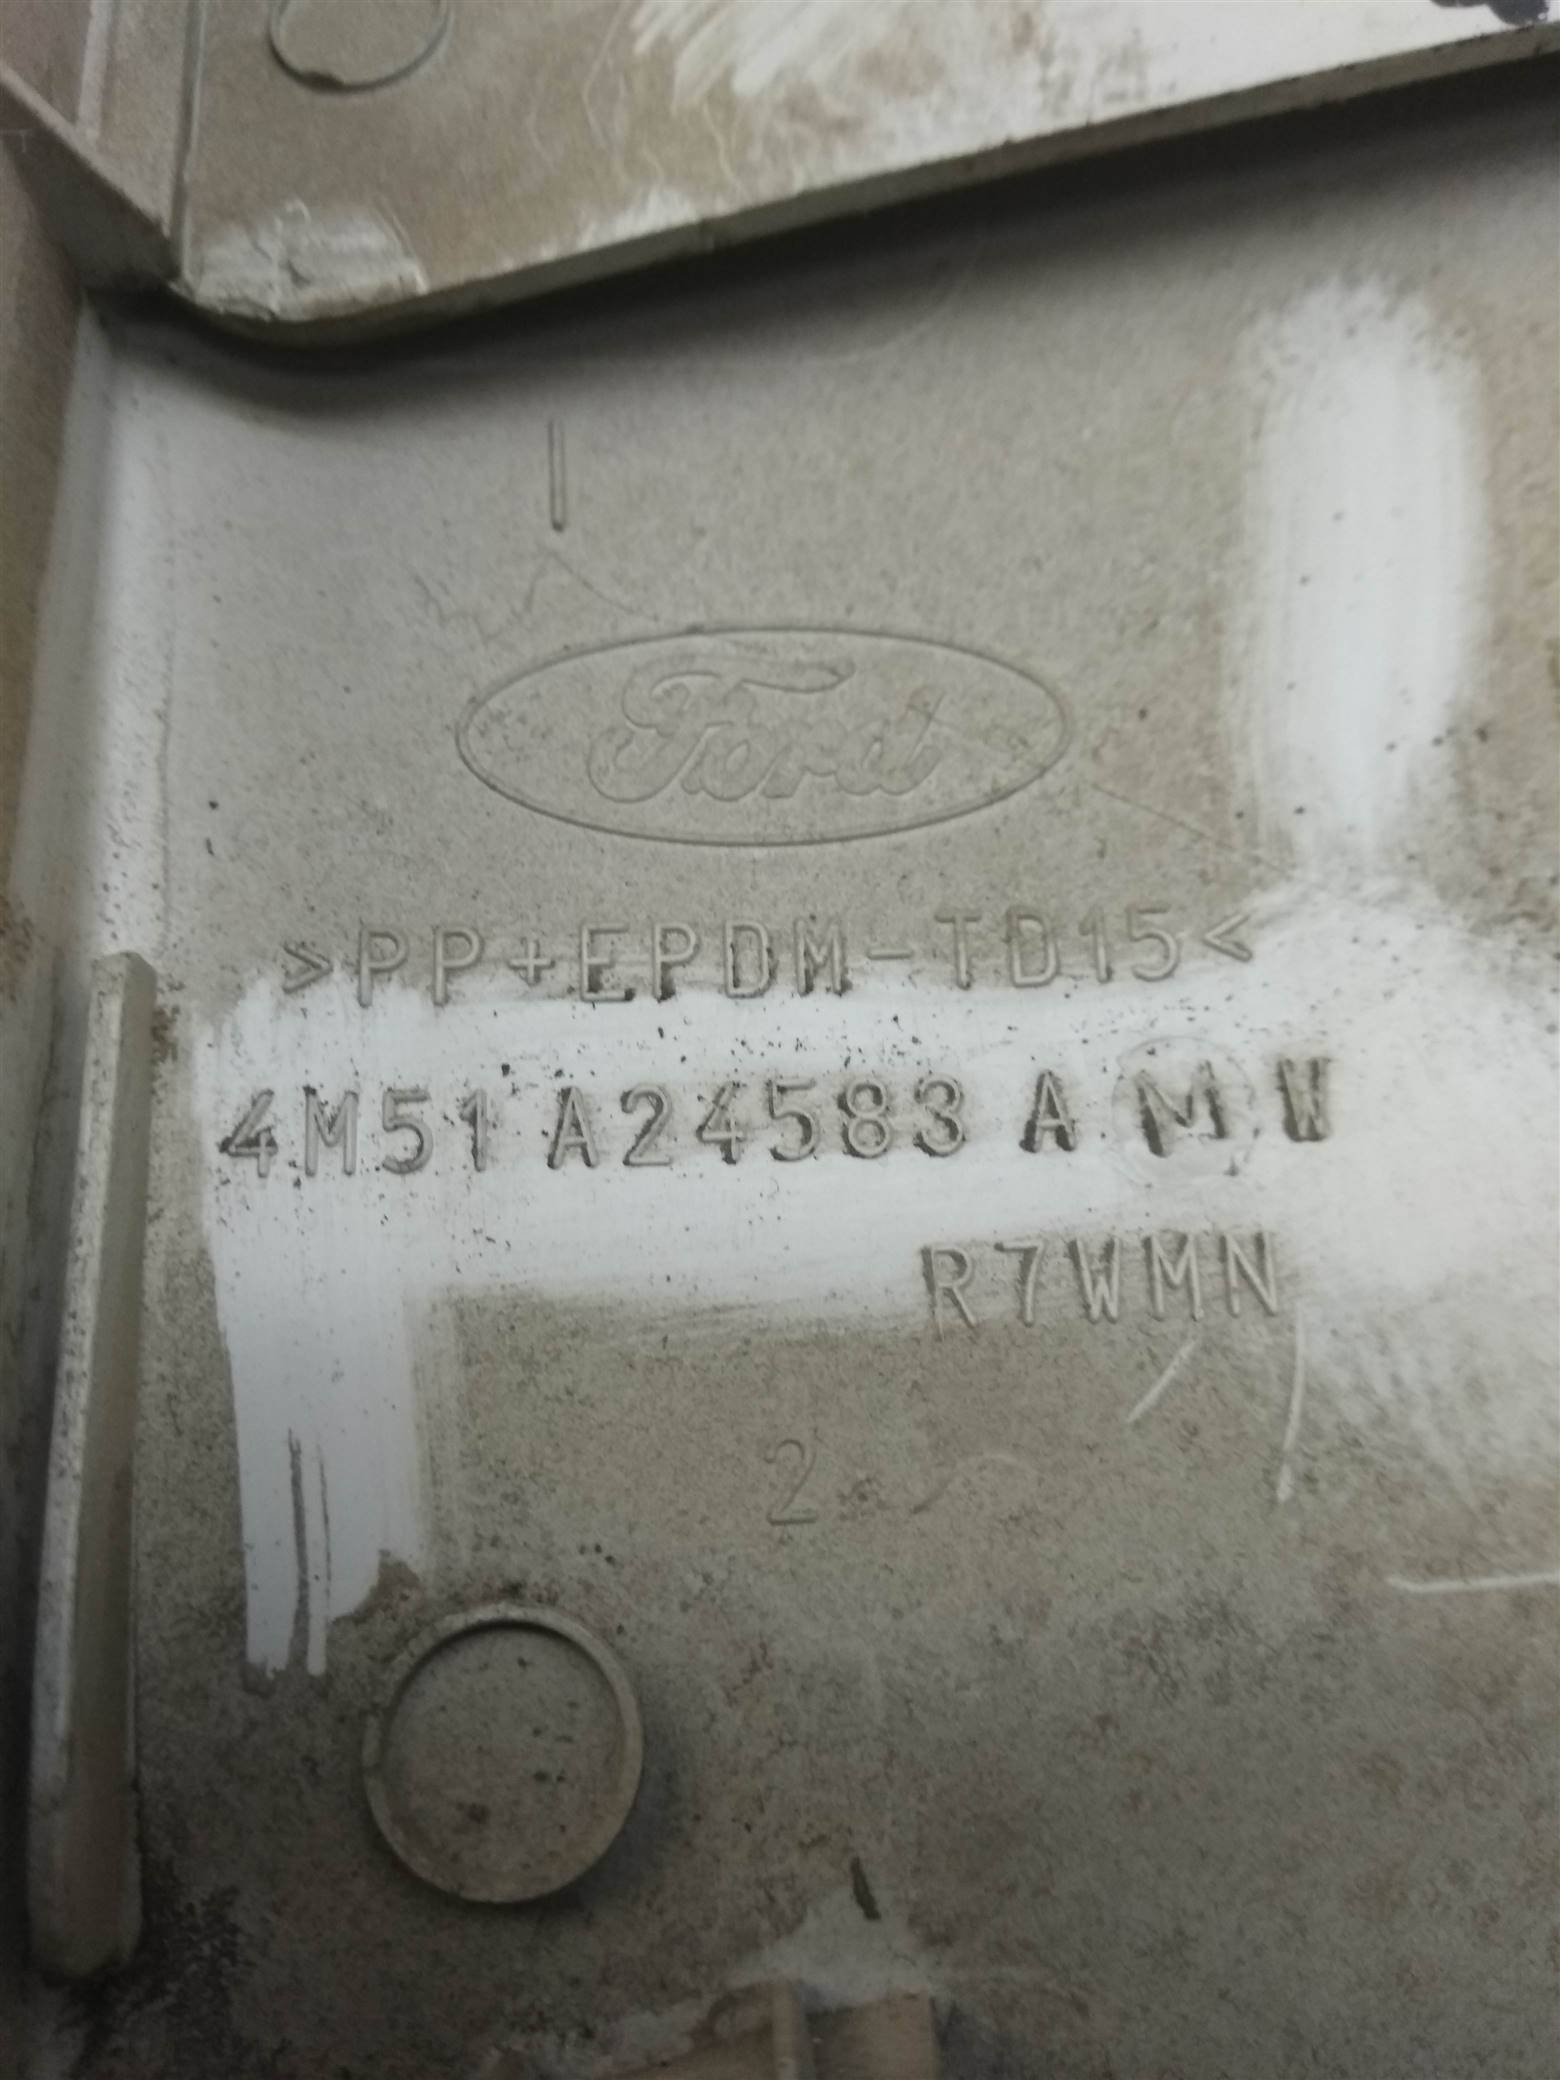 Ford
>PP+EPDM-TD15<
4M51 A24583 A M W
R7WMN
2